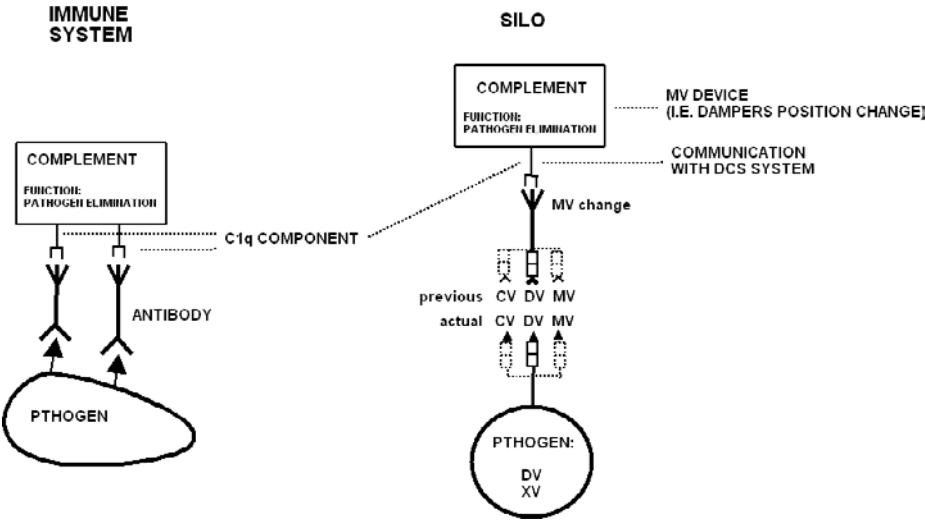 IMMUNE
SYSTEM
COMPLEMENT
FUNCTION:
PATHOGEN ELIMINATION
C1q COMPONENT
ANTIBODY
PTHOGEN
SILO
COMPLEMENT
FUNCTION:
PATHOGEN ELIMINATION
MV DEVICE
(I.E. DAMPERS POSITION CHANGE)
COMMUNICATION
WITH DCS SYSTEM
MV change
previous CV DV MV
actual CV DV MV
PTHOGEN:
DV
XV